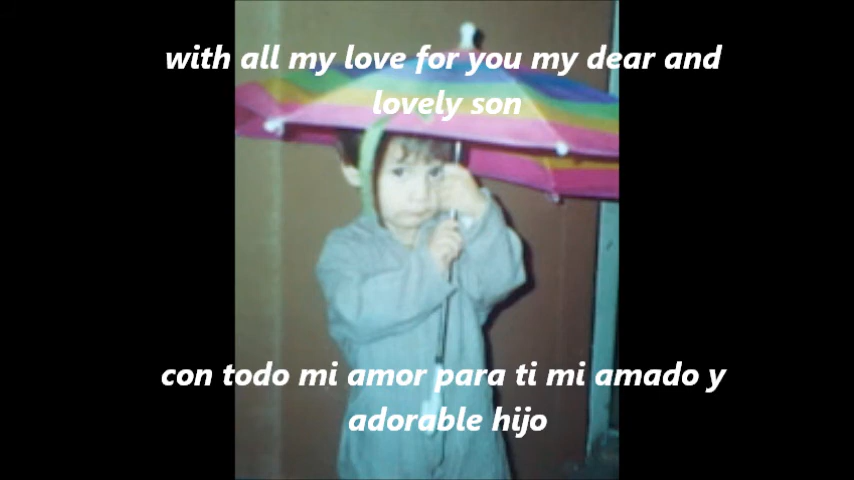 with all my love for you my dear and
lovely son
con todo mi amor para ti mi amado y
adorable hijo